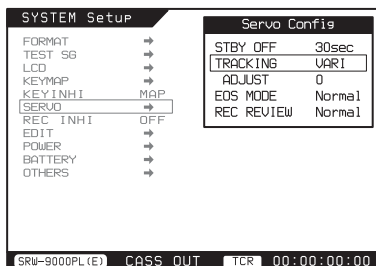 SYSTEM Setup
FORMAT ➡
TEST SG ➡
LCD ➡
KEYMAP ➡
KEYINHI MAP
SERVO ➡
REC INHI OFF
EDIT ➡
POWER ➡
BATTERY ➡
OTHERS ➡
Servo Config
STBY OFF 30sec
TRACKING VARI
ADJUST 0
EOS MODE Normal
REC REVIEW Normal
SRW-9000PL(E) CASS OUT TCR 00:00:00:00